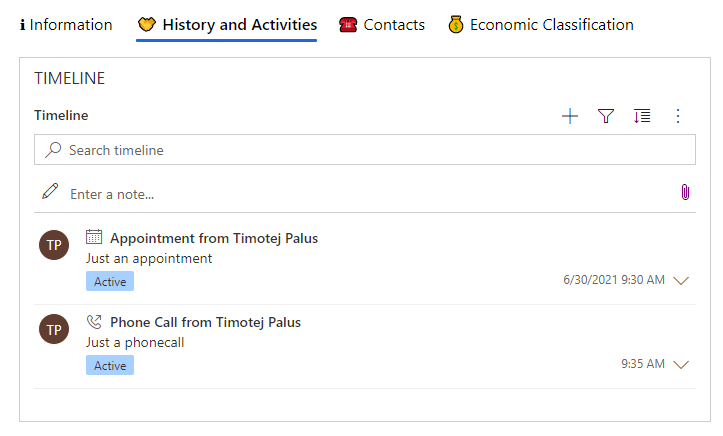 Information History and Activities Contacts Economic Classification
TIMELINE
Timeline
Search timeline
Enter a note...
TP Appointment from Timotej Palus
Just an appointment
Active 6/30/2021 9:30 AM
TP Phone Call from Timotej Palus
Just a phonecall
Active 9:35 AM